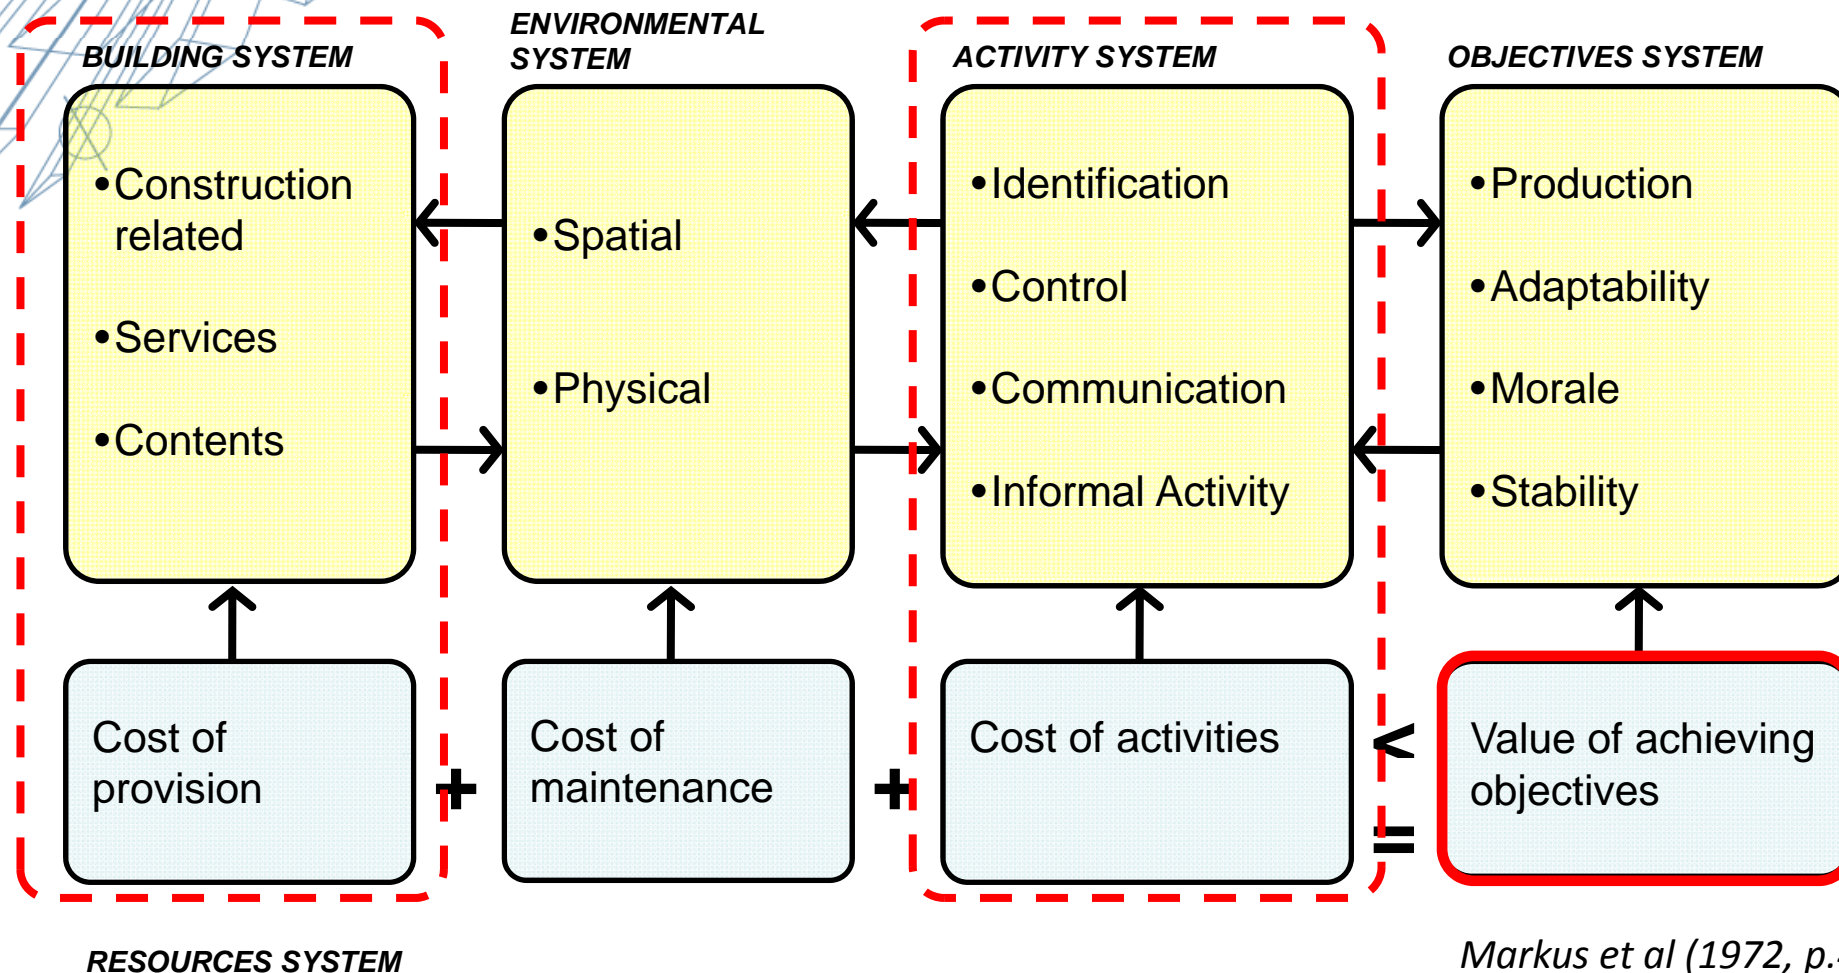 BUILDING SYSTEM
• Construction
related
• Services
• Contents
ENVIRONMENTAL
SYSTEM
• Spatial
• Physical
ACTIVITY SYSTEM
• Identification
• Control
• Communication
• Informal Activity
OBJECTIVES SYSTEM
• Production
• Adaptability
• Morale
• Stability
Cost of
provision
+
Cost of
maintenance
+
Cost of activities
<
=
Value of achieving
objectives
RESOURCES SYSTEM
Markus et al (1972, p.